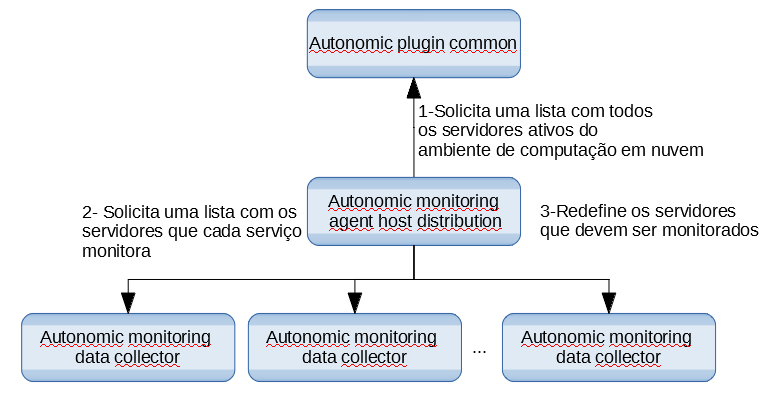 Autonomic plugin common
1-Solicita uma lista com todos
os servidores ativos do
ambiente de computação em nuvem
Autonomic monitoring
agent host distribution
2- Solicita uma lista com os
servidores que cada serviço
monitora
3-Redefine os servidores
que devem ser monitorados
Autonomic monitoring
data collector
Autonomic monitoring
data collector
...
Autonomic monitoring
data collector